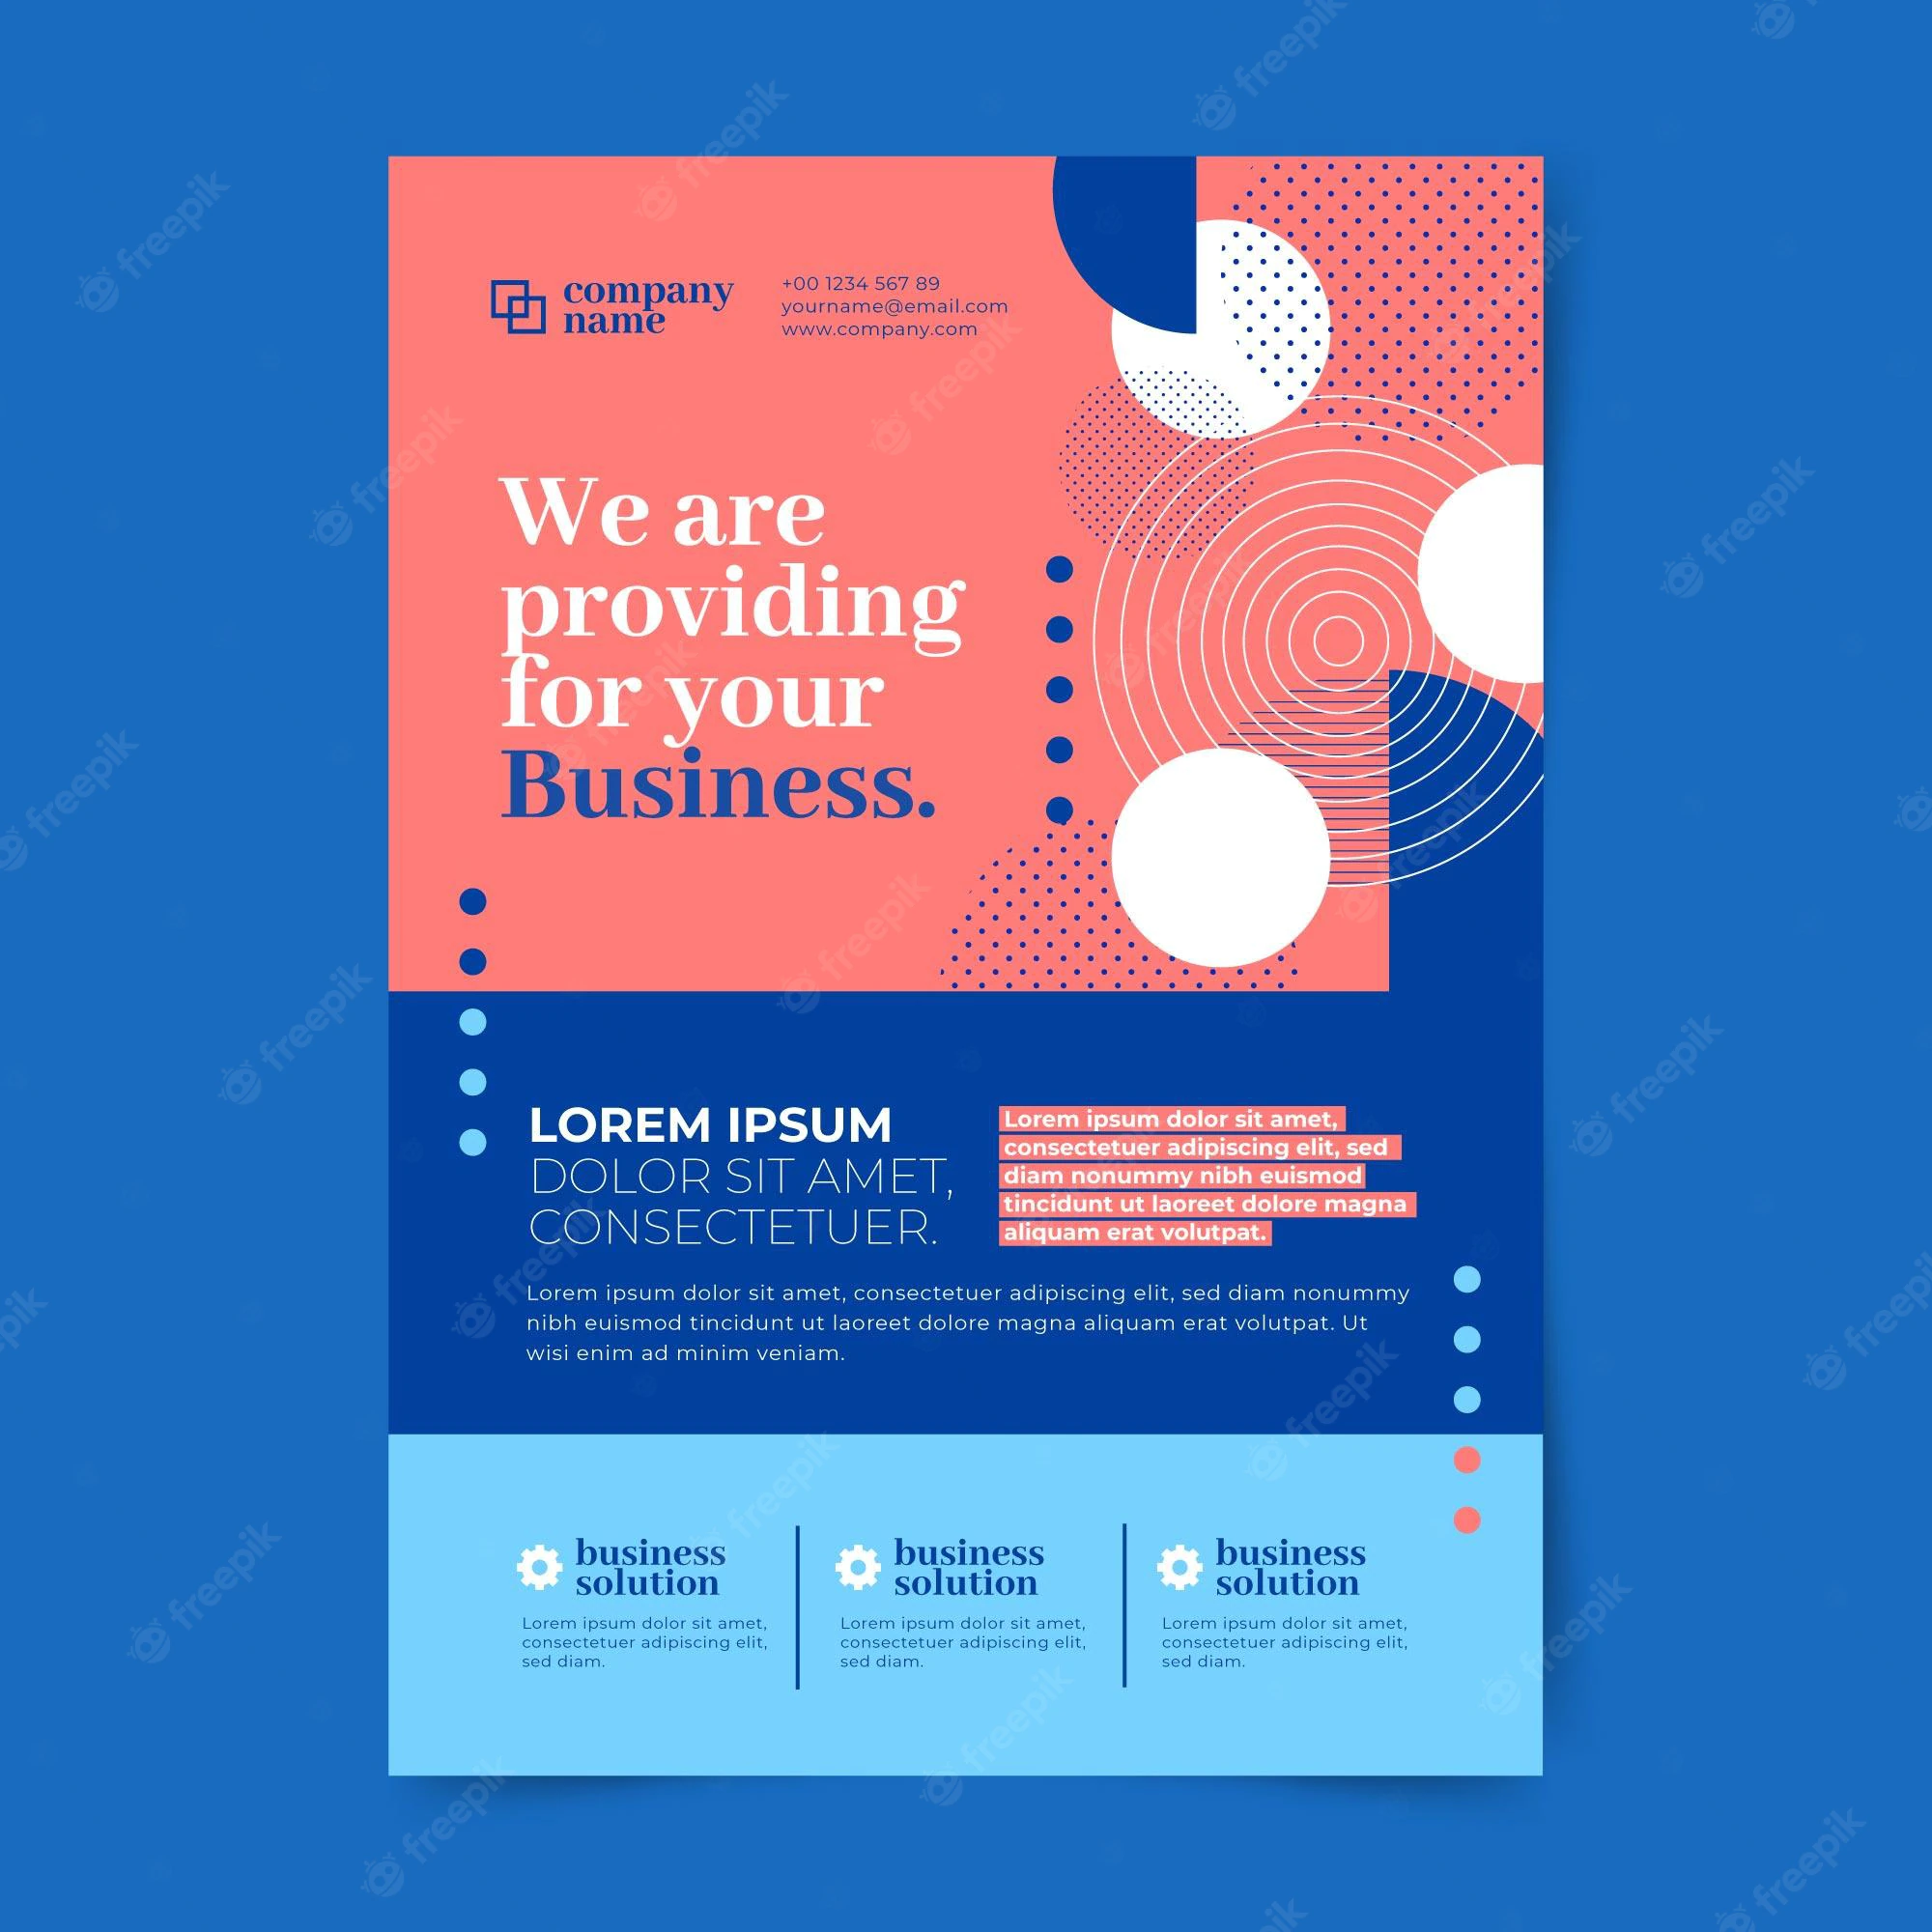 company
name
+00 1234 567 89
yourname@email.com
www.company.com
We are
providing
for your
Business.
LOREM IPSUM
DOLOR SIT AMET,
CONSECTETUER.
Lorem ipsum dolor sit amet,
consectetuer adipiscing elit, sed
diam nonummy nibh euismod
tincidunt ut laoreet dolore magna
aliquam erat volutpat.
Lorem ipsum dolor sit amet, consectetuer adipiscing elit, sed diam nonummy
nibh euismod tincidunt ut laoreet dolore magna aliquam erat volutpat. Ut
wisi enim ad minim veniam.
business
solution
Lorem ipsum dolor sit amet,
consectetuer adipiscing elit,
sed diam.
business
solution
Lorem ipsum dolor sit amet,
consectetuer adipiscing elit,
sed diam.
business
solution
Lorem ipsum dolor sit amet,
consectetuer adipiscing elit,
sed diam.
freepik